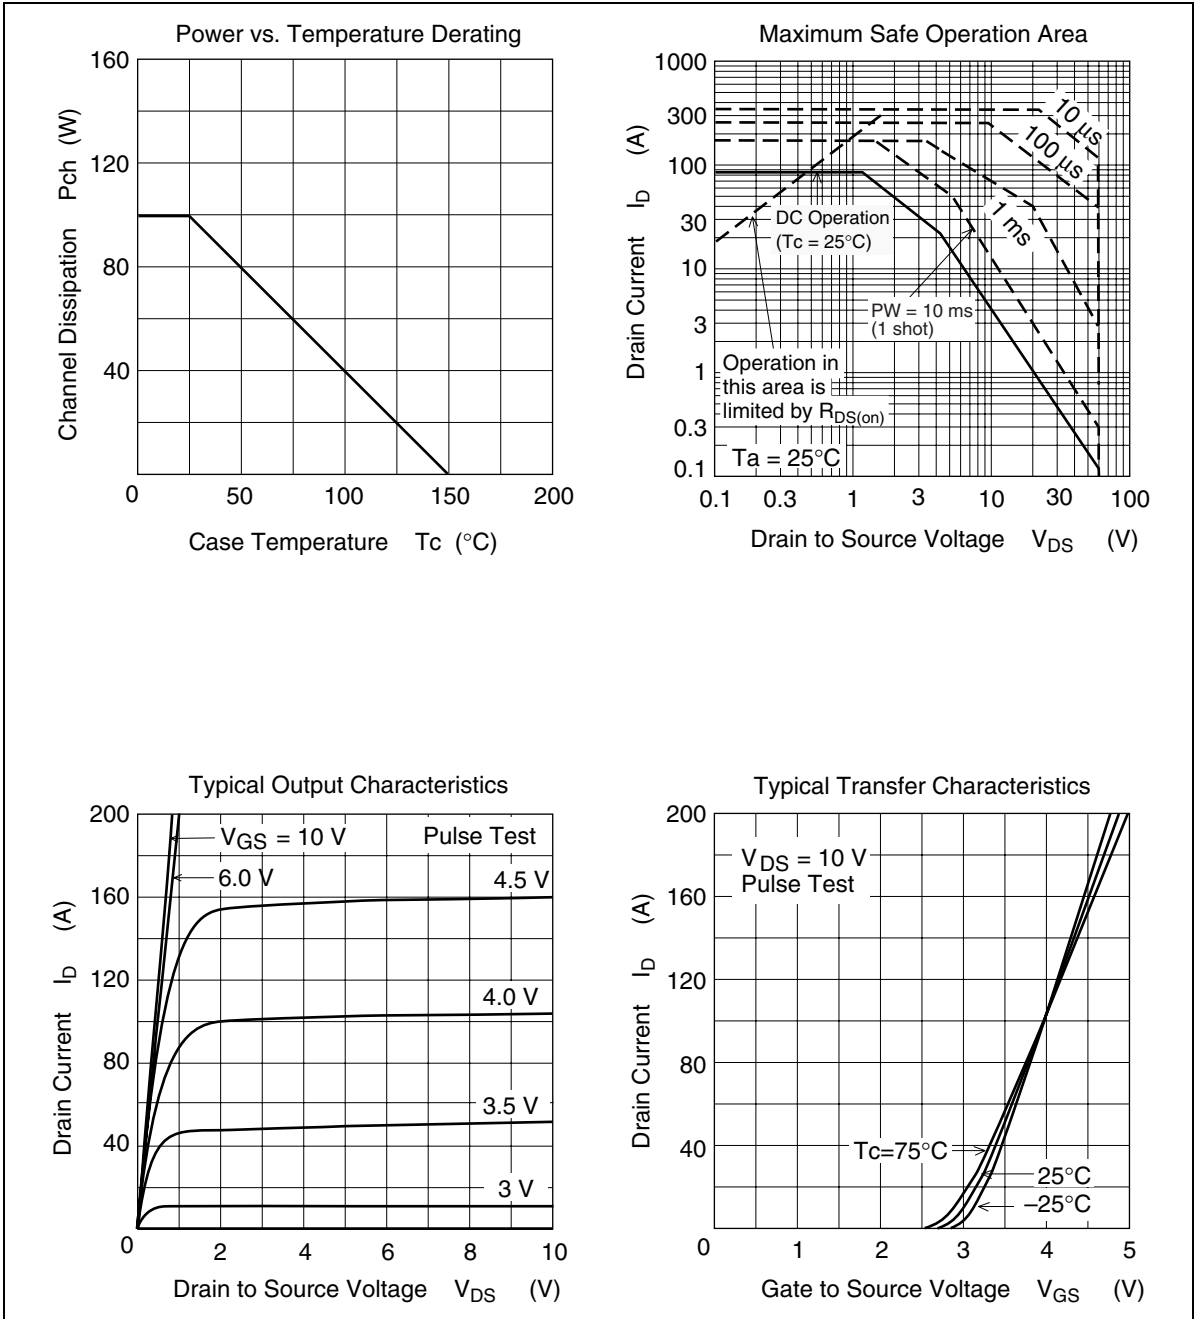 Power vs. Temperature Derating
160
120
80
40
0
50
100
150
200
Channel Dissipation Pch (W)
Case Temperature Tc (°C)
Maximum Safe Operation Area
1000
300
100
30
10
3
1
0.3
0.1
0.1
0.3
1
3
10
30
100
Drain Current ID (A)
10 μs
100 μs
1 ms
DC Operation
(Tc = 25°C)
PW = 10 ms
(1 shot)
Operation in
this area is
limited by RDS(on)
Ta = 25°C
Drain to Source Voltage VDS (V)
Typical Output Characteristics
200
160
120
80
40
0
2
4
6
8
10
Drain Current ID (A)
VGS = 10 V
Pulse Test
6.0 V
4.5 V
4.0 V
3.5 V
3 V
Drain to Source Voltage VDS (V)
Typical Transfer Characteristics
200
160
120
80
40
0
1
2
3
4
5
Drain Current ID (A)
VDS = 10 V
Pulse Test
Tc=75°C
25°C
–25°C
Gate to Source Voltage VGS (V)